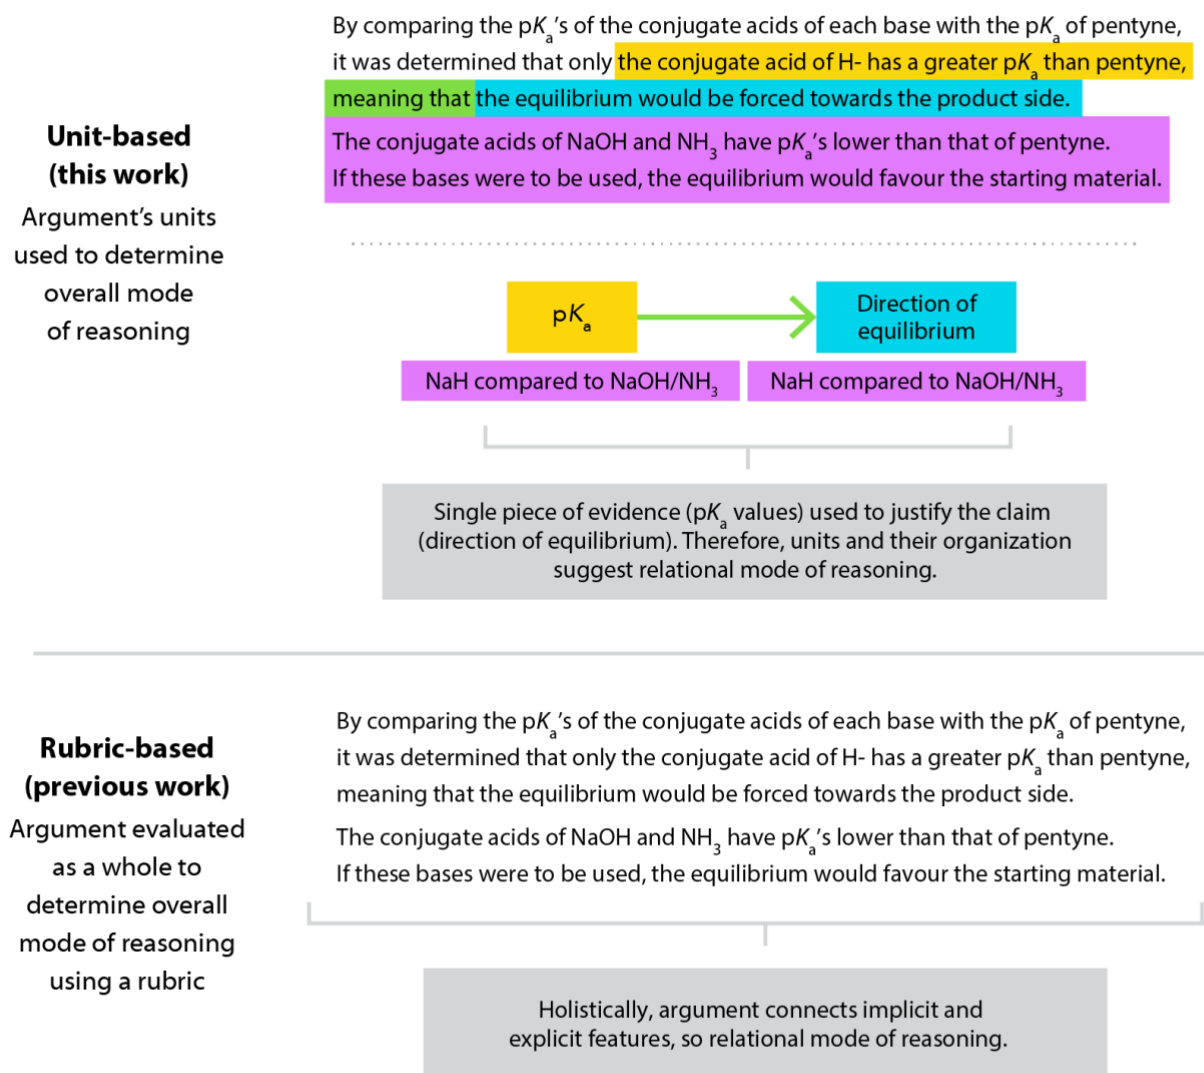 Unit-based
(this work)
Argument's units
used to determine
overall mode
of reasoning
By comparing the pKa's of the conjugate acids of each base with the pKa of pentyne,
it was determined that only the conjugate acid of H- has a greater pKa than pentyne,
meaning that the equilibrium would be forced towards the product side.
The conjugate acids of NaOH and NH3 have pKa's lower than that of pentyne.
If these bases were to be used, the equilibrium would favour the starting material.
pKa
Direction of
equilibrium
NaH compared to NaOH/NH3
NaH compared to NaOH/NH3
Single piece of evidence (pKa values) used to justify the claim
(direction of equilibrium). Therefore, units and their organization
suggest relational mode of reasoning.
Rubric-based
(previous work)
Argument evaluated
as a whole to
determine overall
mode of reasoning
using a rubric
By comparing the pKa's of the conjugate acids of each base with the pKa of pentyne,
it was determined that only the conjugate acid of H- has a greater pKa than pentyne,
meaning that the equilibrium would be forced towards the product side.
The conjugate acids of NaOH and NH3 have pKa's lower than that of pentyne.
If these bases were to be used, the equilibrium would favour the starting material.
Holistically, argument connects implicit and
explicit features, so relational mode of reasoning.